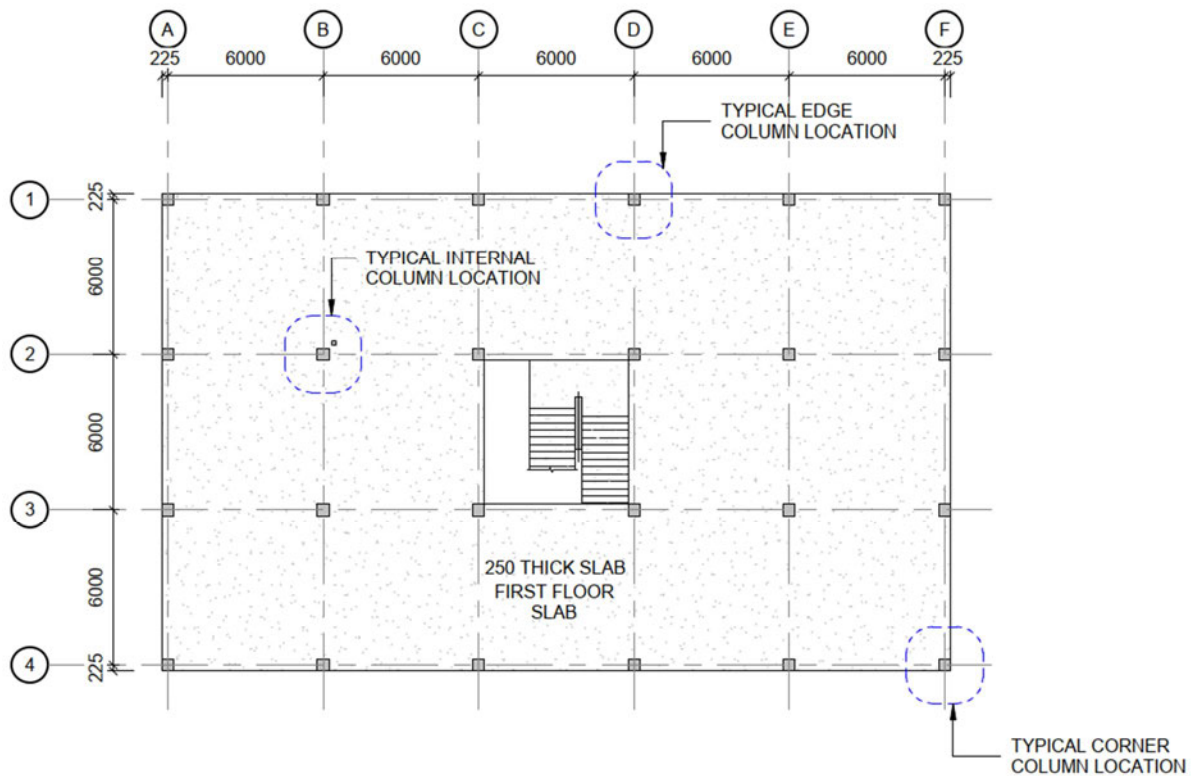 A B C D E F
225 6000 6000 6000 6000 6000 225
TYPICAL EDGE
COLUMN LOCATION
1
225
6000
TYPICAL INTERNAL
COLUMN LOCATION
2
6000
3
250 THICK SLAB
FIRST FLOOR
SLAB
6000
4
225
TYPICAL CORNER
COLUMN LOCATION